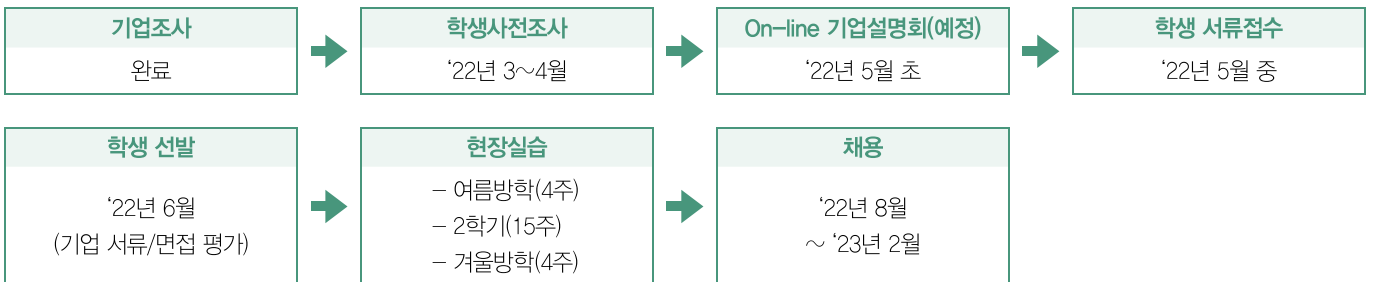 기업조사
완료
학생사전조사
‘22년 3~4월
On-line 기업설명회(예정)
‘22년 5월 초
학생 서류접수
‘22년 5월 중
학생 선발
‘22년 6월
(기업 서류/면접 평가)
현장실습
– 여름방학(4주)
– 2학기(15주)
– 겨울방학(4주)
채용
‘22년 8월
~ ‘23년 2월